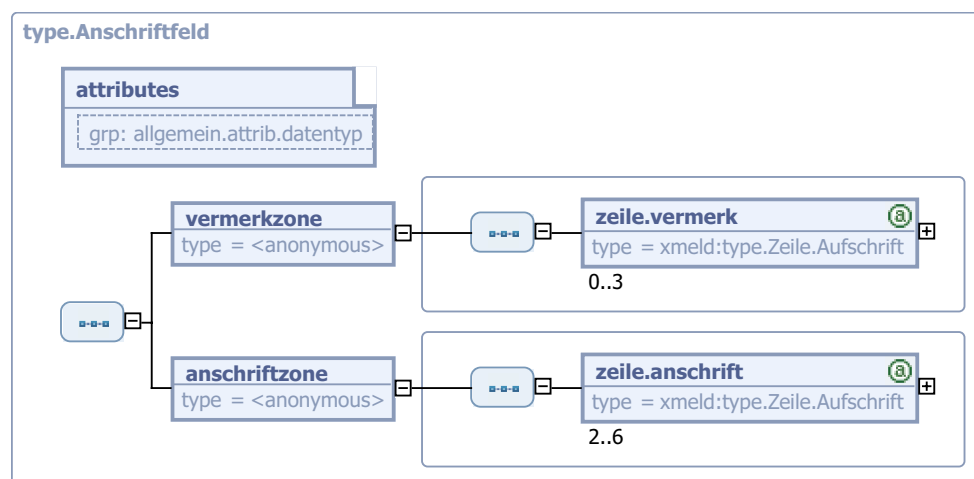 type.Anschriftfeld
attributes
grp: allgemein.attrib.datentyp
vermerkzone
type = <anonymous>
zeile.vermerk
type = xmeld:type.Zeile.Aufschrift
0..3
anschriftzone
type = <anonymous>
zeile.anschrift
type = xmeld:type.Zeile.Aufschrift
2..6